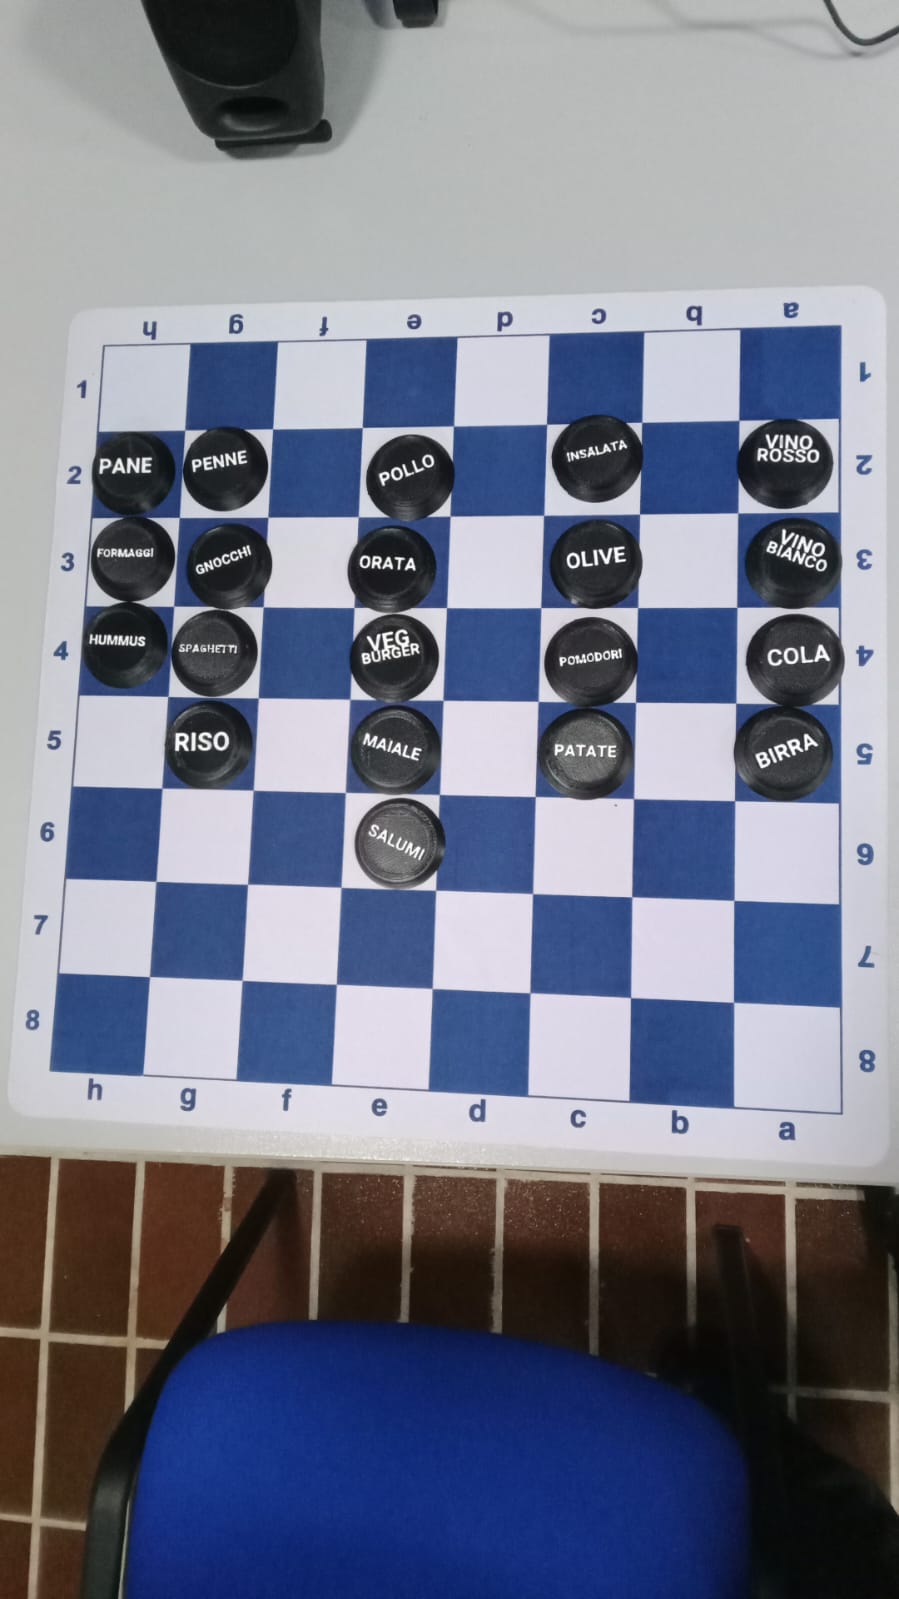 h g f e d c b a
1 1
2 PANE PENNE POLLO INSALATA VINO ROSSO 2
3 FORMAGGI GNOCCHI ORATA OLIVE VINO BIANCO 3
4 HUMMUS SPAGHETTI VEG BURGER POMODORI COLA 4
5 RISO MAIALE PATATE BIRRA 5
6 SALUMI 6
7 7
8 8
h g f e d c b a